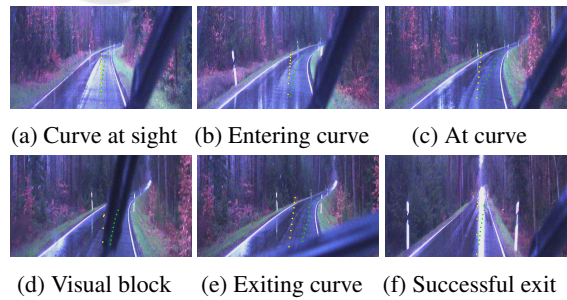 (a) Curve at sight (b) Entering curve (c) At curve
(d) Visual block (e) Exiting curve (f) Successful exit